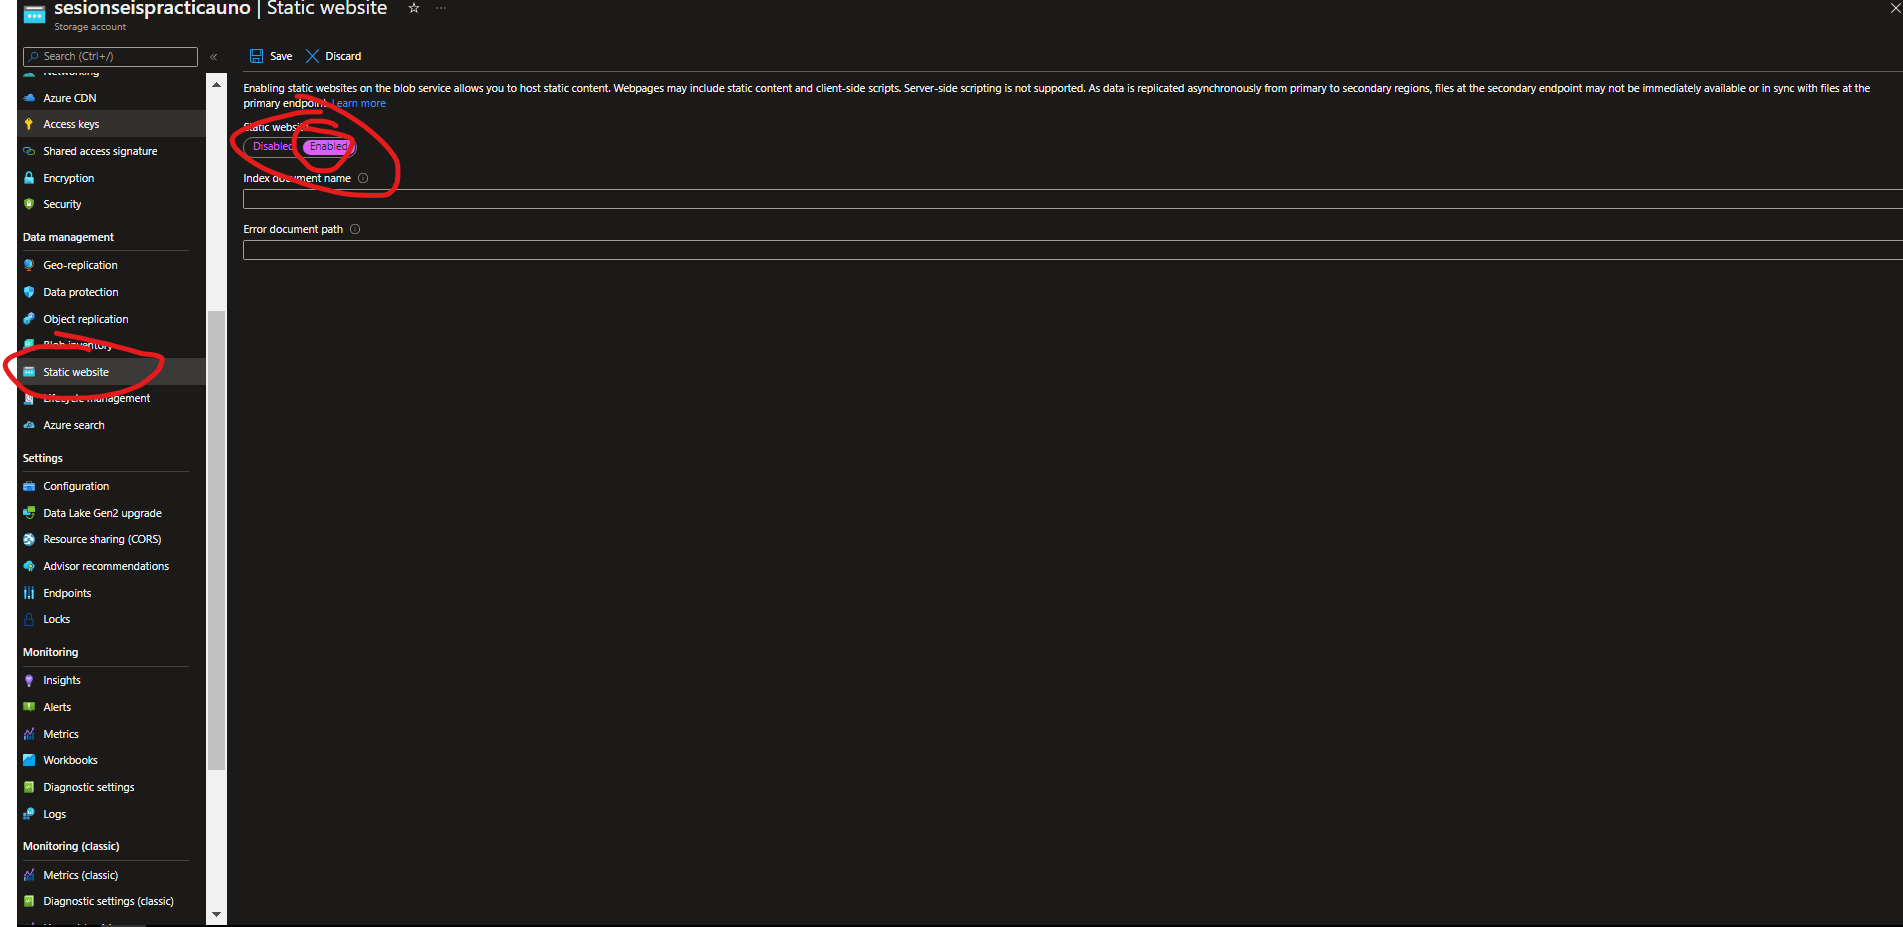 sesionseispracticauno | Static website
Storage account
Search (Ctrl+/)
Save
Discard
Networking
Azure CDN
Access keys
Shared access signature
Encryption
Security
Data management
Geo-replication
Data protection
Object replication
Blob inventory
Static website
Lifecycle management
Azure search
Settings
Configuration
Data Lake Gen2 upgrade
Resource sharing (CORS)
Advisor recommendations
Endpoints
Locks
Monitoring
Insights
Alerts
Metrics
Workbooks
Diagnostic settings
Logs
Monitoring (classic)
Metrics (classic)
Diagnostic settings (classic)
Enabling static websites on the blob service allows you to host static content. Webpages may include static content and client-side scripts. Server-side scripting is not supported. As data is replicated asynchronously from primary to secondary regions, files at the secondary endpoint may not be immediately available or in sync with files at the
primary endpoint. Learn more
Static website
Disabled Enabled
Index document name
Error document path